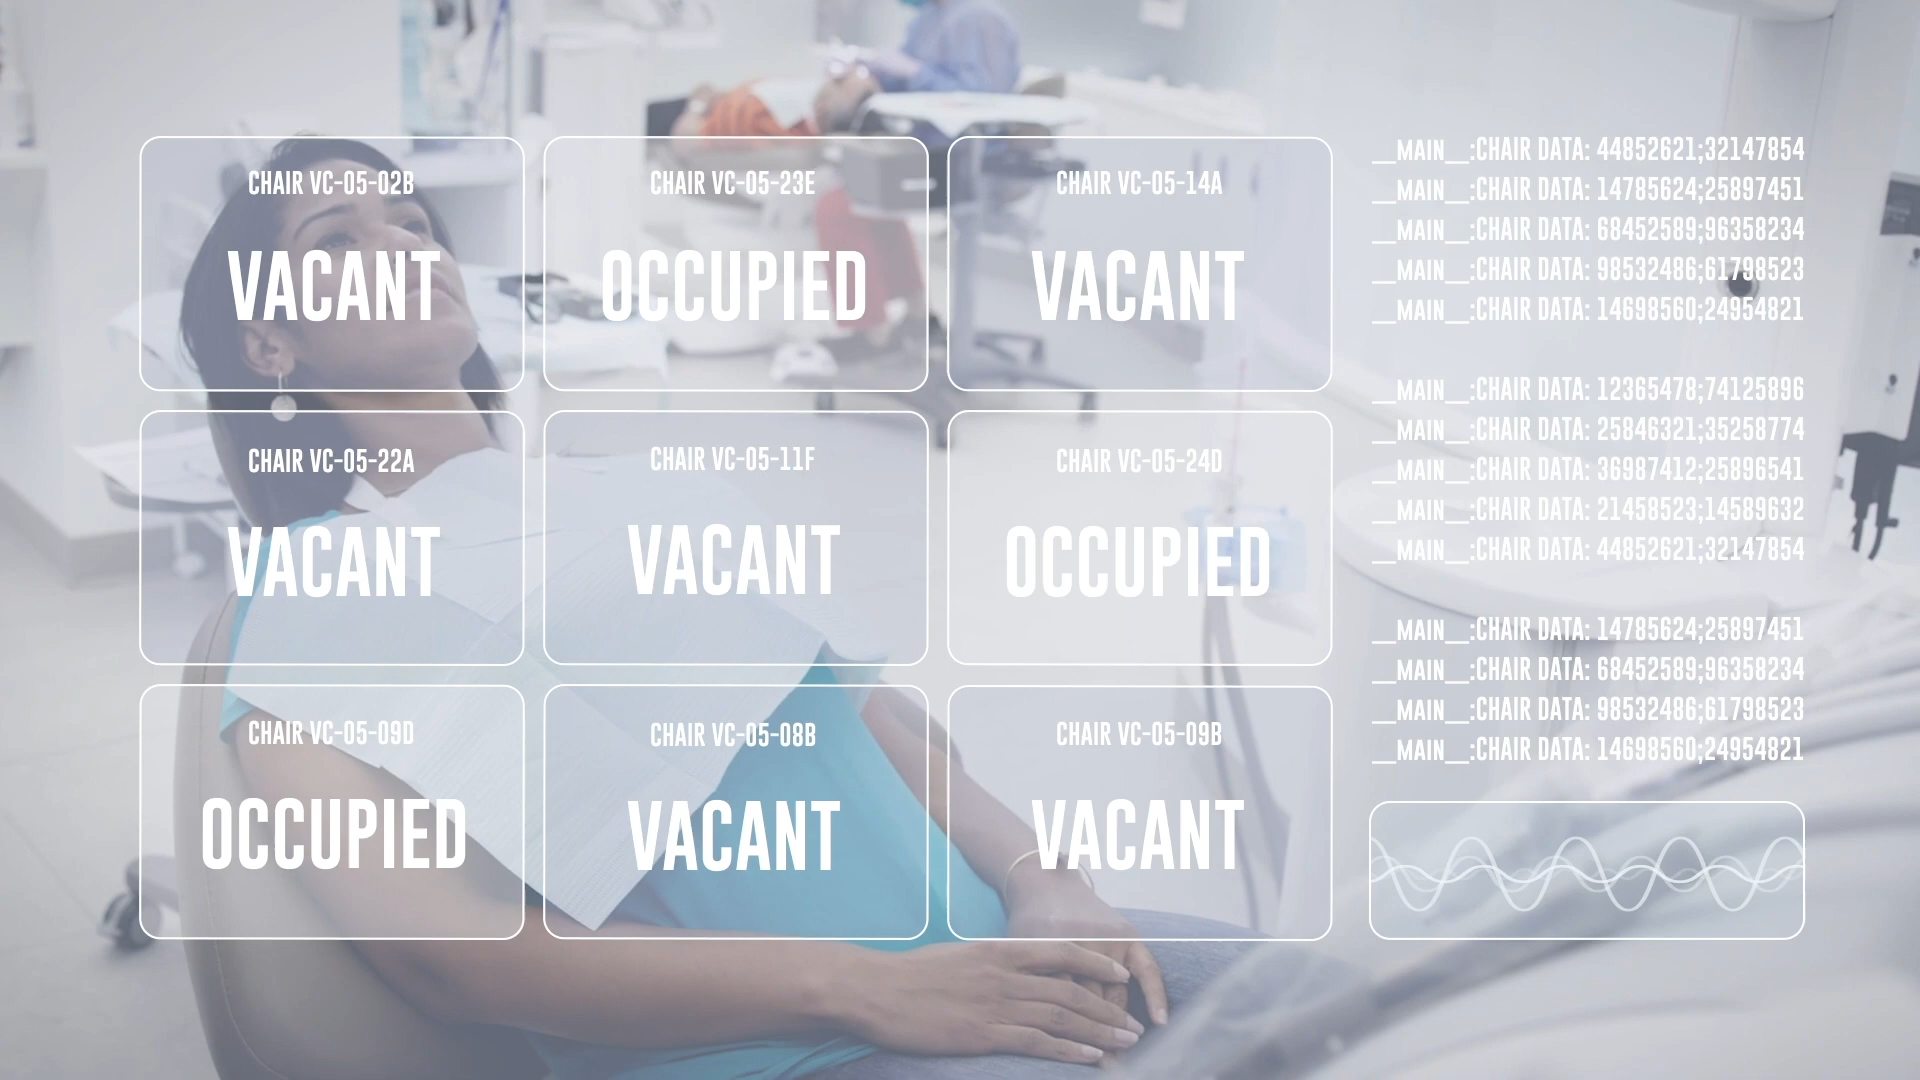 CHAIR VC-05-02B
VACANT
CHAIR VC-05-23E
OCCUPIED
CHAIR VC-05-14A
VACANT
CHAIR VC-05-22A
VACANT
CHAIR VC-05-11F
VACANT
CHAIR VC-05-24D
OCCUPIED
CHAIR VC-05-09D
OCCUPIED
CHAIR VC-05-08B
VACANT
CHAIR VC-05-09B
VACANT
__MAIN__:CHAIR DATA: 44852621;32147854
__MAIN__:CHAIR DATA: 14785624;25897451
__MAIN__:CHAIR DATA: 68452589;96358234
__MAIN__:CHAIR DATA: 98532486;61798523
__MAIN__:CHAIR DATA: 14698560;24954821
__MAIN__:CHAIR DATA: 12365478;74125896
__MAIN__:CHAIR DATA: 25846321;35258774
__MAIN__:CHAIR DATA: 36987412;25896541
__MAIN__:CHAIR DATA: 21458523;14589632
__MAIN__:CHAIR DATA: 44852621;32147854
__MAIN__:CHAIR DATA: 14785624;25897451
__MAIN__:CHAIR DATA: 68452589;96358234
__MAIN__:CHAIR DATA: 98532486;61798523
__MAIN__:CHAIR DATA: 14698560;24954821